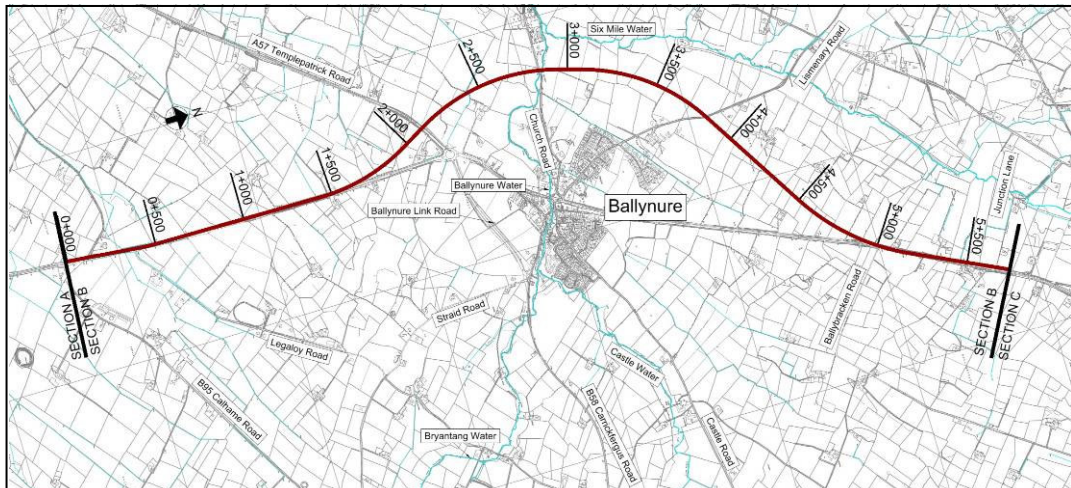 A57 Templepatrick Road
2+500
3+000
Six Mile Water
3+500
Lismenary Road
N
2+000
4+000
Church Road
1+500
1+000
Ballynure Water
4+500
Junction Lane
0+500
Ballynure Link Road
Ballynure
5+000
0+000
5+500
SECTION A
SECTION B
Straid Road
Ballybracken Road
SECTION B
SECTION C
Legaloy Road
Castle Water
B95 Calhame Road
B58 Carrickfergus Road
Castle Road
Bryantang Water